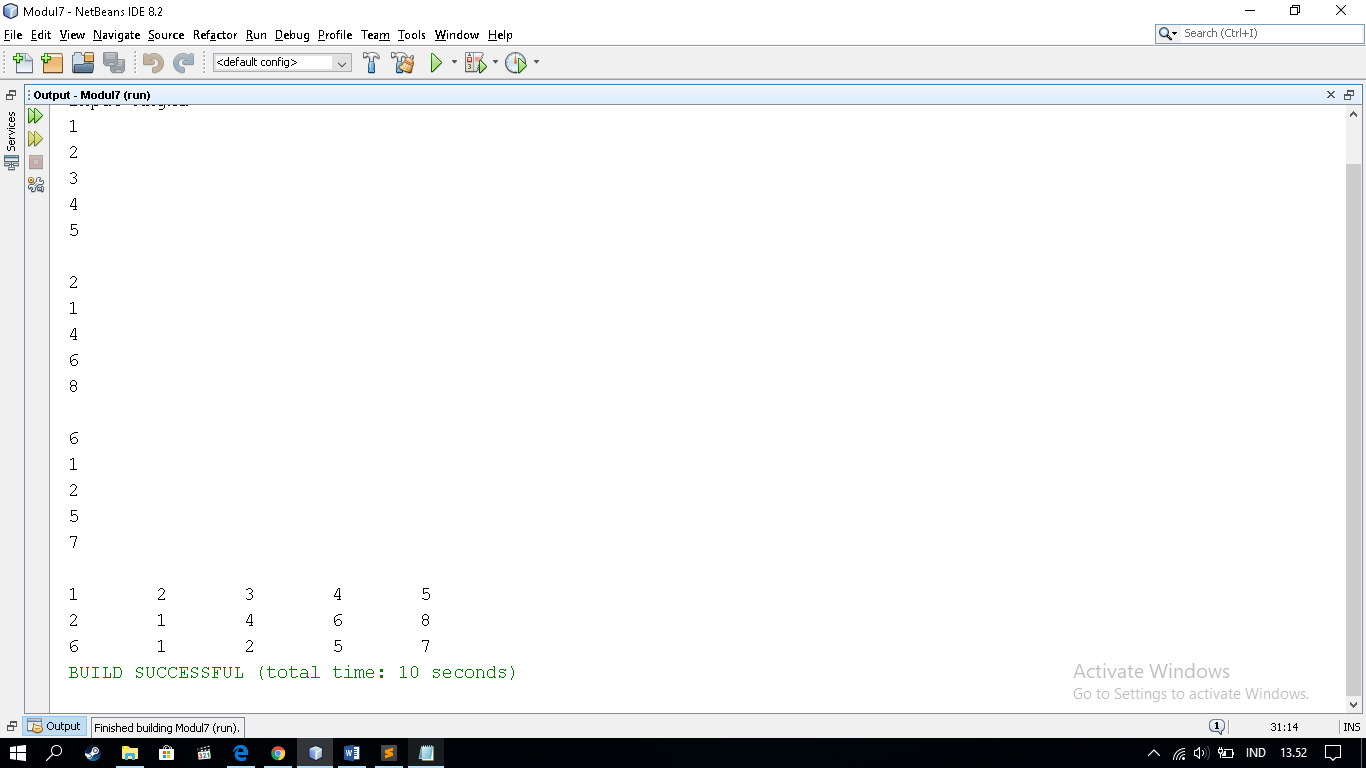 Modul7 - NetBeans IDE 8.2
File Edit View Navigate Source Refactor Run Debug Profile Team Tools Window Help
Search (Ctrl+I)
<default config>
Output - Modul7 (run)
Services
1
2
3
4
5
2
1
4
6
8
6
1
2
5
7
1 2 3 4 5
2 1 4 6 8
6 1 2 5 7
BUILD SUCCESSFUL (total time: 10 seconds)
Activate Windows
Go to Settings to activate Windows.
Output
Finished building Modul7 (run).
1
31:14
INS
IND
13.52